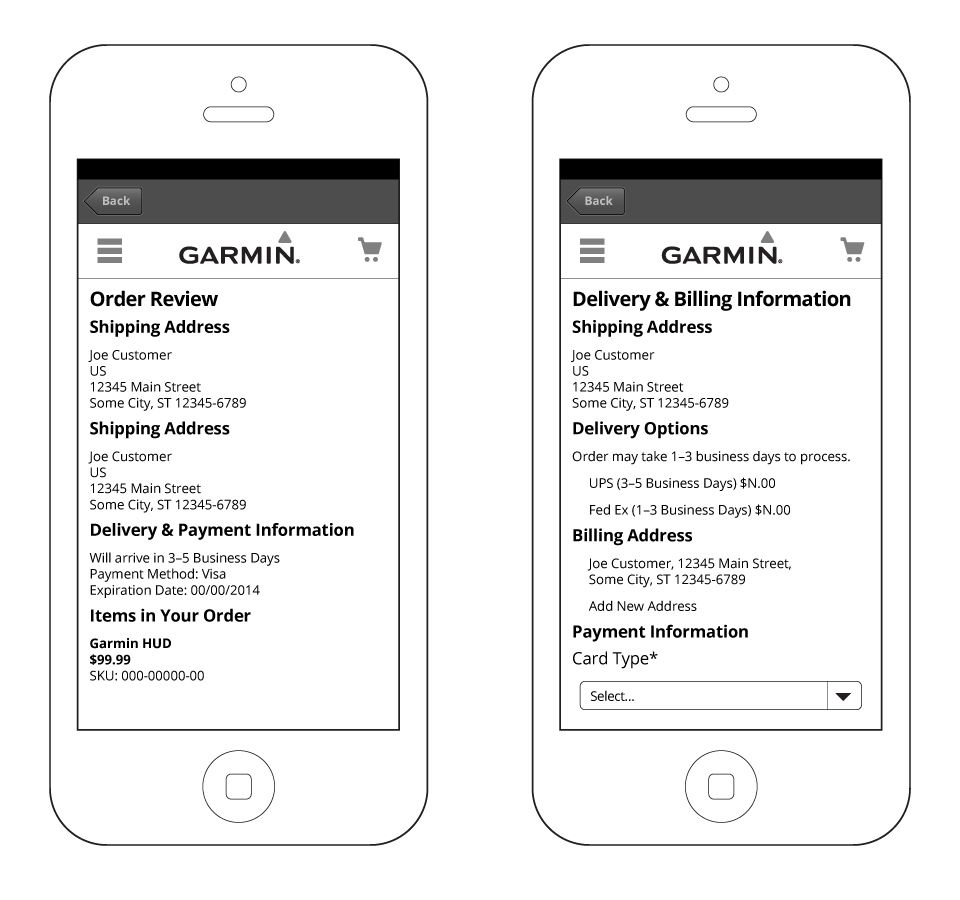 Back
GARMIN.
Order Review
Shipping Address
Joe Customer
US
12345 Main Street
Some City, ST 12345-6789
Shipping Address
Joe Customer
US
12345 Main Street
Some City, ST 12345-6789
Delivery & Payment Information
Will arrive in 3–5 Business Days
Payment Method: Visa
Expiration Date: 00/00/2014
Items in Your Order
Garmin HUD
$99.99
SKU: 000-00000-00
Back
GARMIN.
Delivery & Billing Information
Shipping Address
Joe Customer
US
12345 Main Street
Some City, ST 12345-6789
Delivery Options
Order may take 1–3 business days to process.
UPS (3–5 Business Days) $N.00
Fed Ex (1–3 Business Days) $N.00
Billing Address
Joe Customer, 12345 Main Street,
Some City, ST 12345-6789
Add New Address
Payment Information
Card Type*
Select...